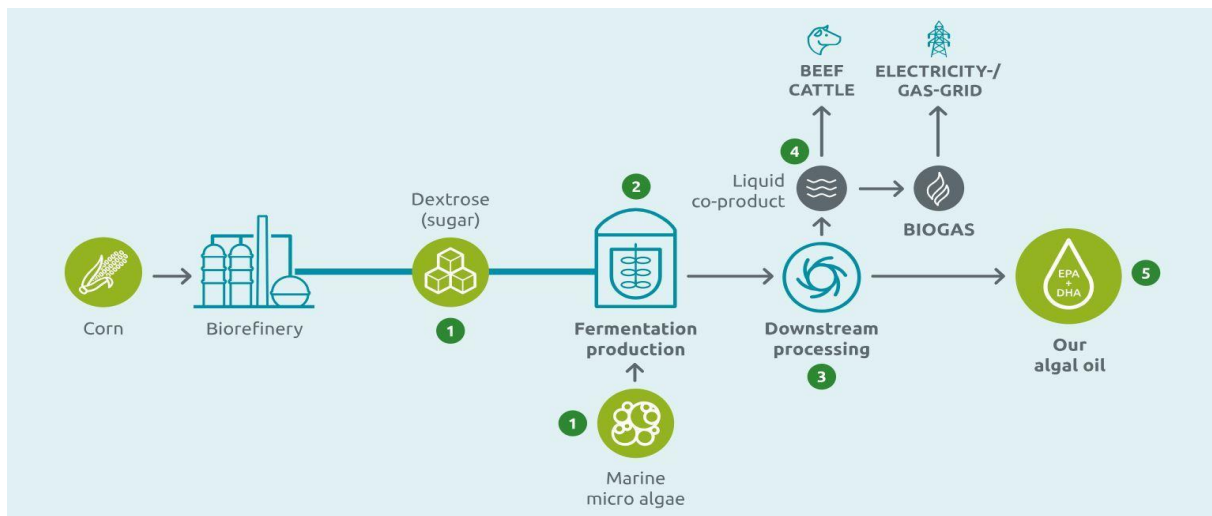 BEEF
CATTLE
ELECTRICITY-/
GAS-GRID
4
Liquid
co-product
BIOGAS
2
Dextrose
(sugar)
EPA
+
DHA
5
Corn
Biorefinery
1
Fermentation
production
Downstream
processing
3
Our
algal oil
1
Marine
micro algae